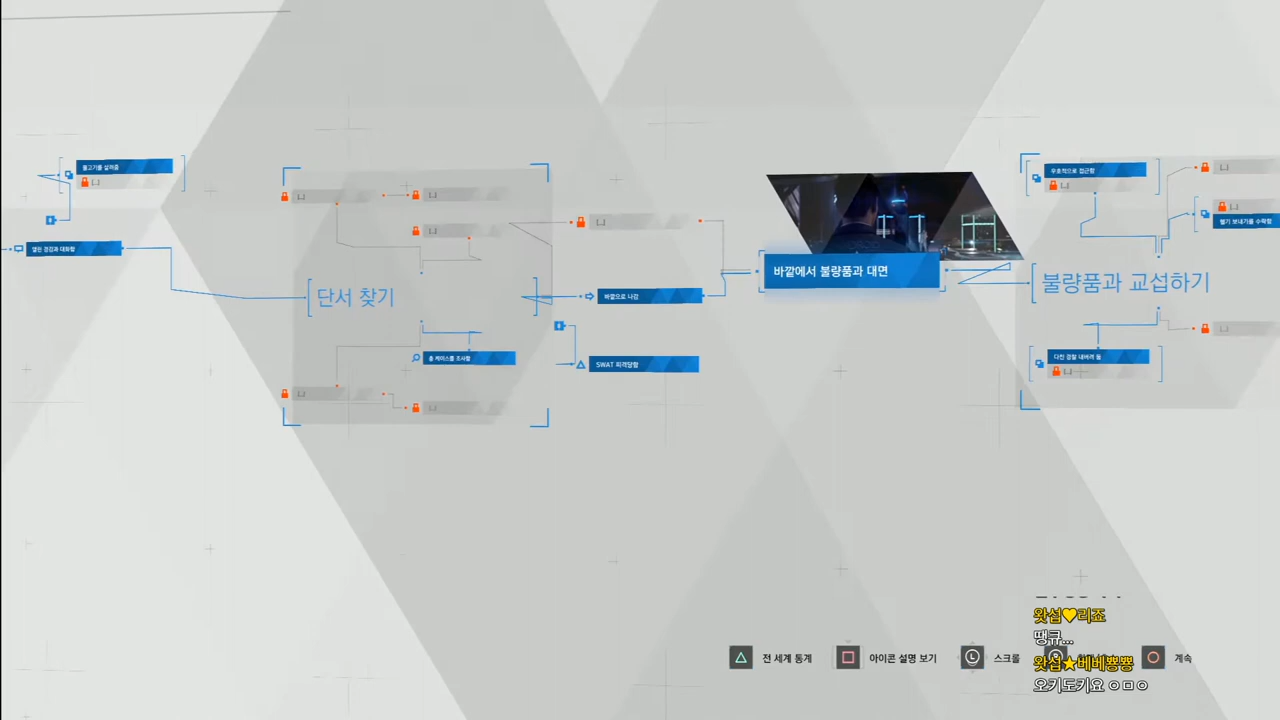 물고기를 살려줌
[...]
앨런 경감과 대화함
[...]
[...]
[...]
단서 찾기
총 케이스를 조사함
[...]
[...]
[...]
바깥으로 나감
SWAT 저격당함
바깥에서 불량품과 대면
우호적으로 접근함
[...]
[...]
[...]
헬기 보내기를 수락함
불량품과 교섭하기
다친 경찰 내버려 둠
[...]
[...]
왓섭♥리죠
땡큐...
왓섭★베베뿅뿅
오키도키요 ㅇㅁㅇ
전 세계 통계
아이콘 설명 보기
L
스크롤
계속